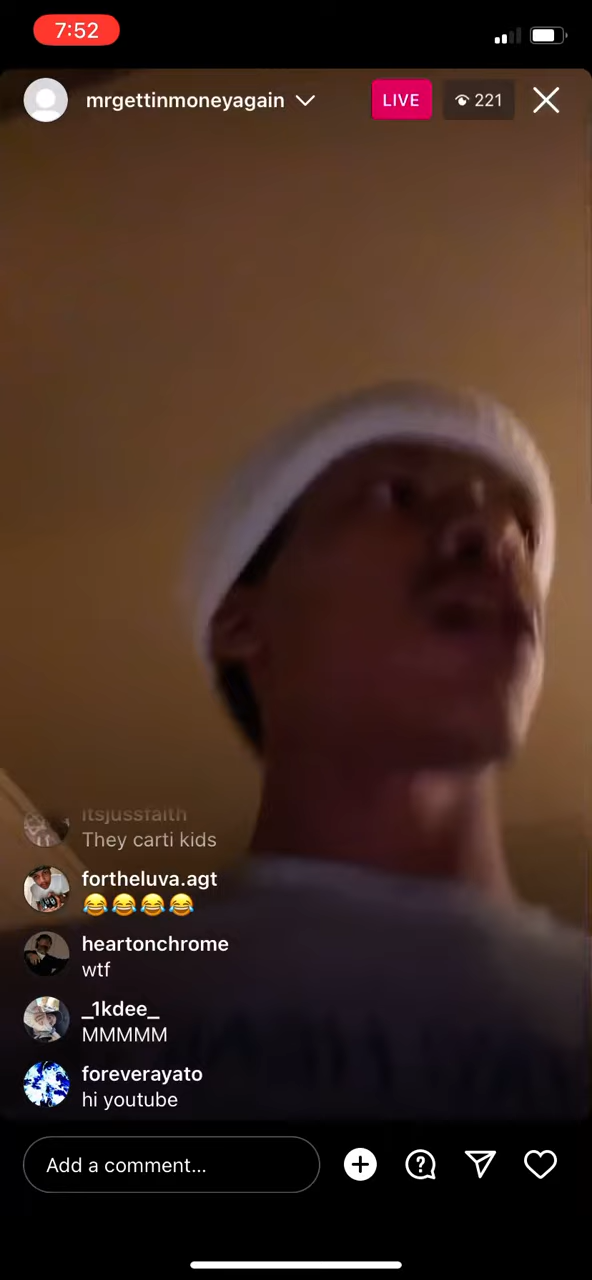 7:52
mrgettinmoneyagain
LIVE
221
itsjussfaith
They carti kids
fortheluva.agt
😂😂😂😂
heartonchrome
wtf
_1kdee_
MMMMM
foreverayato
hi youtube
Add a comment...